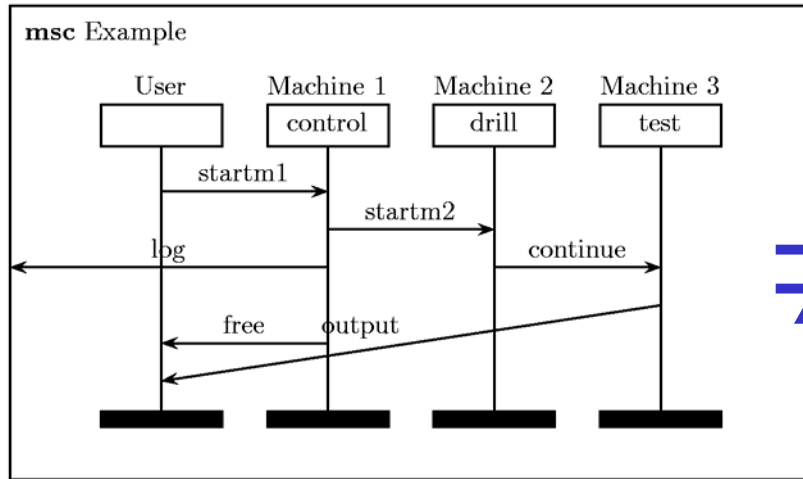 msc Example
User Machine 1 Machine 2 Machine 3
control drill test
startm1
startm2
log continue
free output